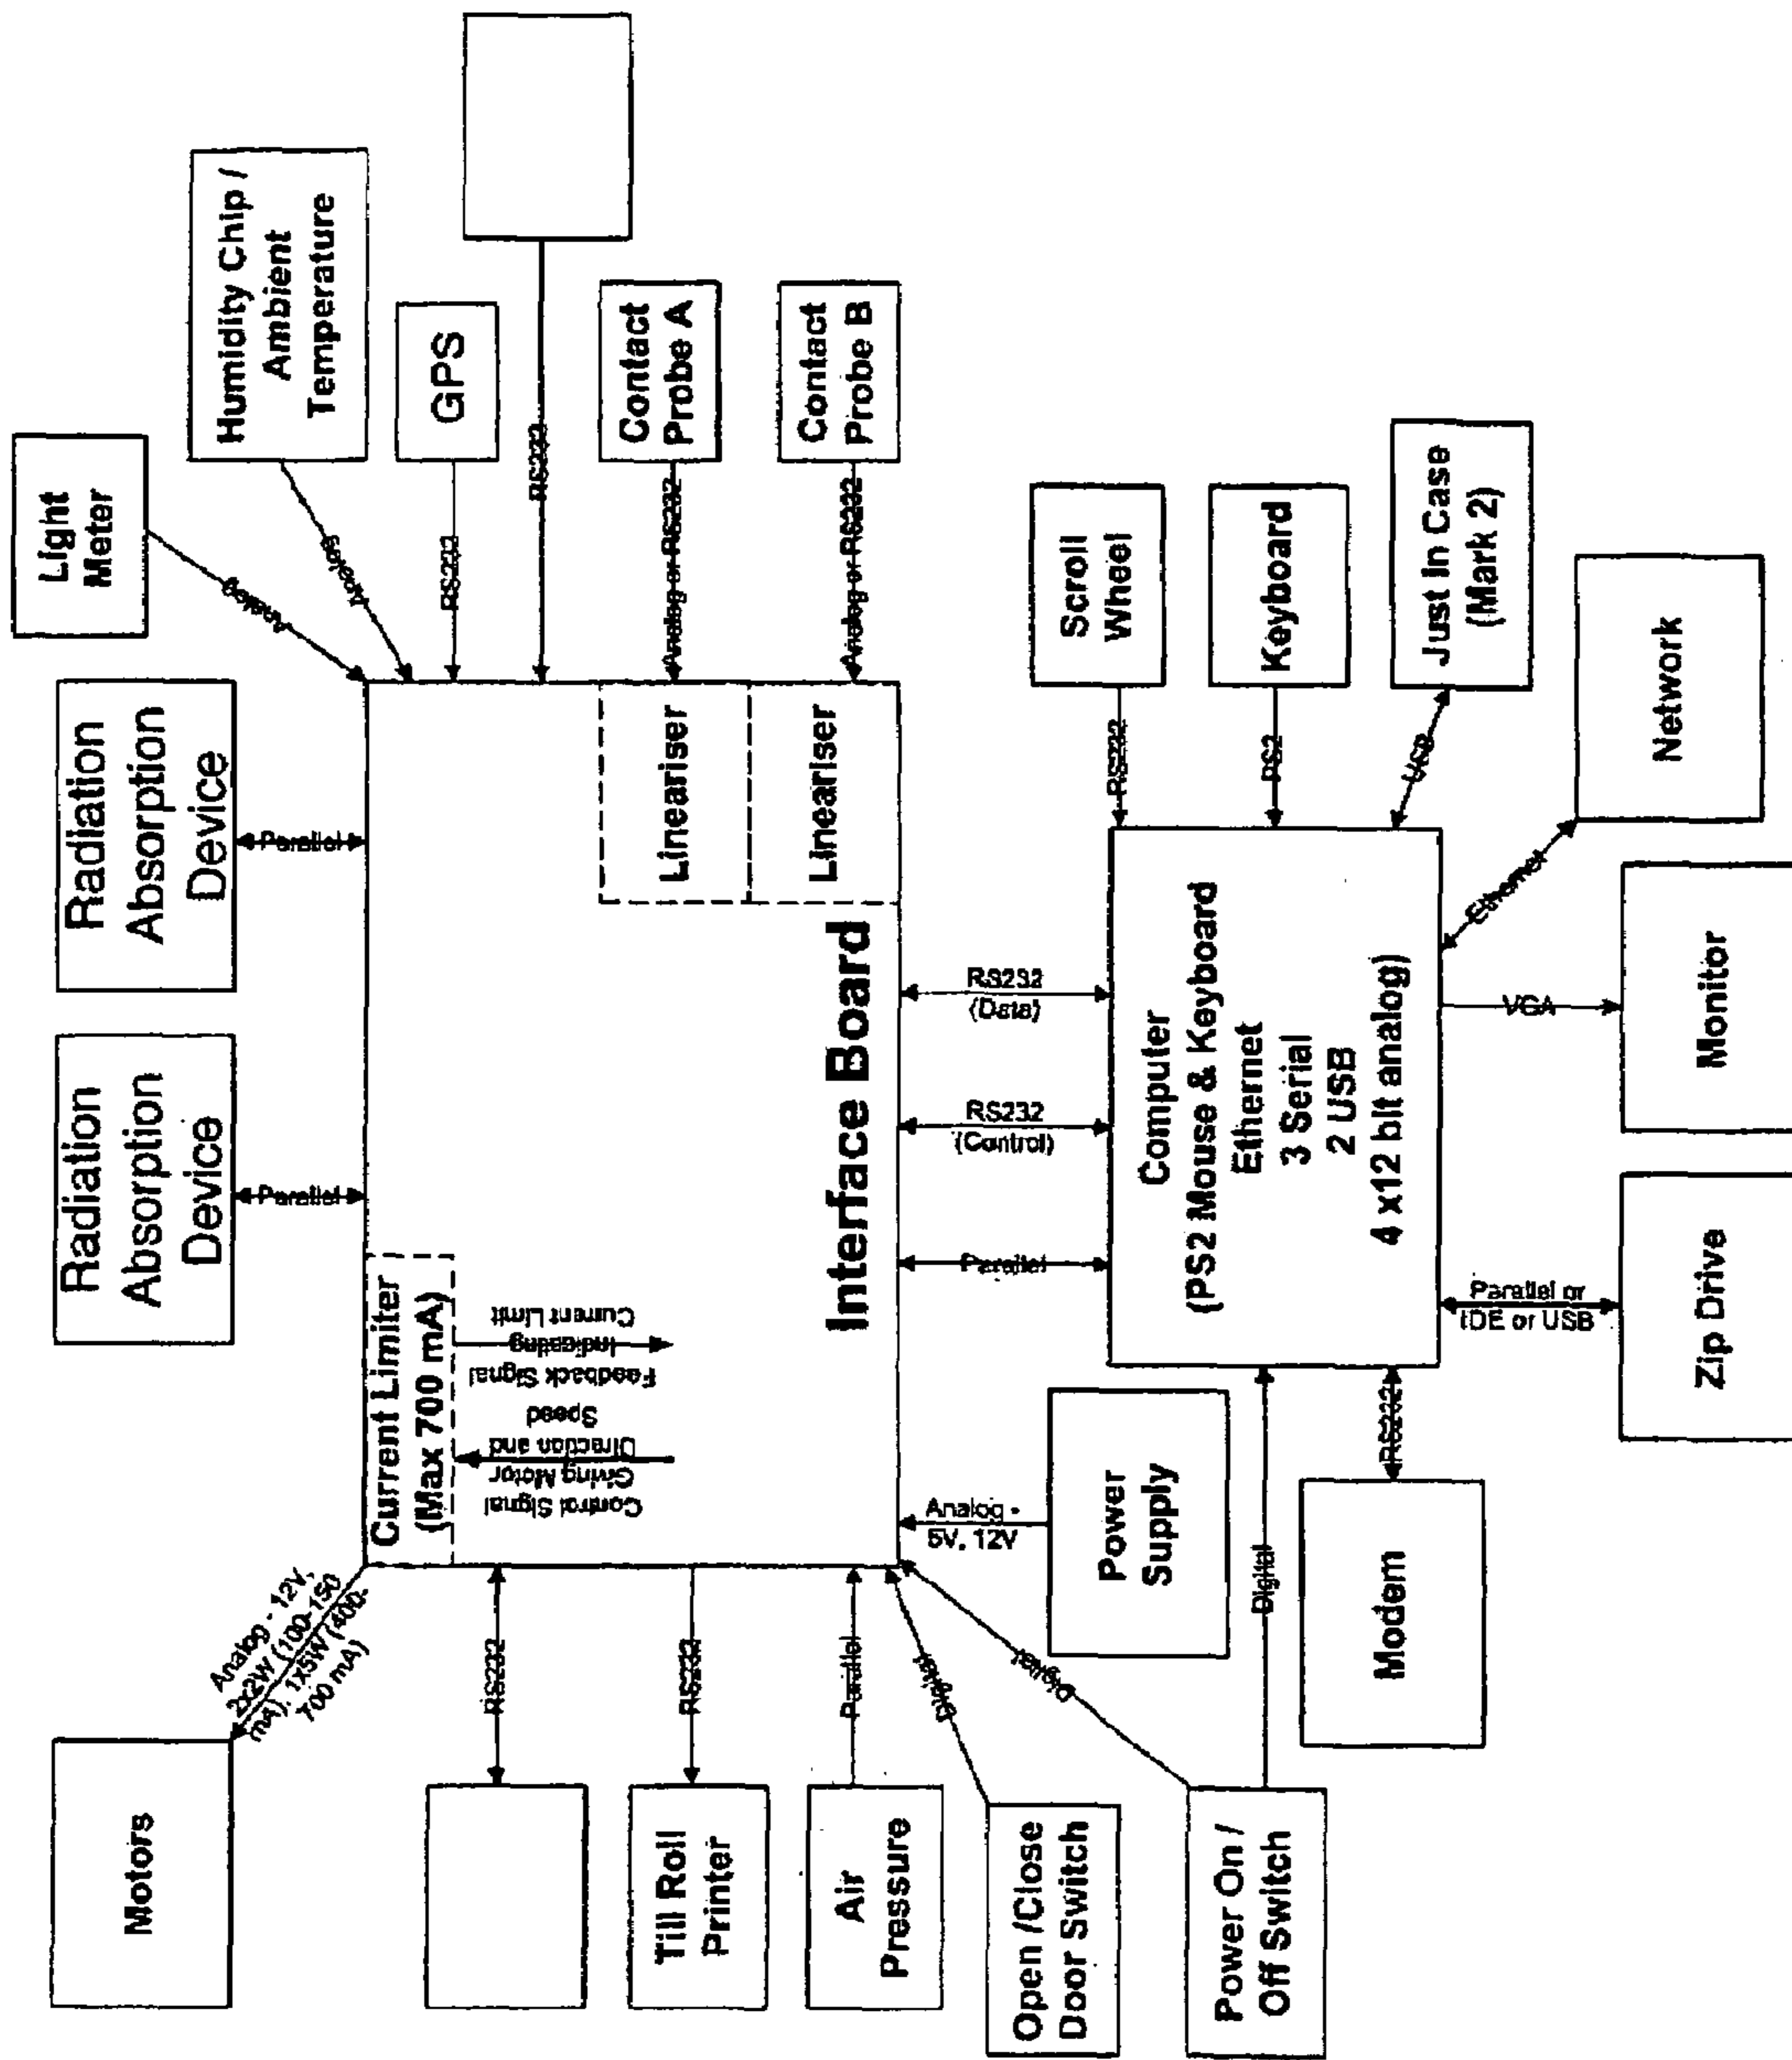 Motors
Analog - 12V,
2x2W (100-150
mA), 1x5W (400-
700 mA)
Radiation
Absorption
Device
Parallel
Radiation
Absorption
Device
Parallel
Light
Meter
Analog
Humidity Chip /
Ambient
Temperature
Analog
GPS
RS232
RS232
Contact
Probe A
Analog or RS232
Contact
Probe B
Analog or RS232
Current Limiter
(Max 700 mA)
Control Signal
Giving Motor
Direction and
Speed
Feedback Signal
Indicating
Current Limit
Lineariser
Lineariser
Interface Board
RS232
Till Roll
Printer
RS232
Air
Pressure
Parallel
Open /Close
Door Switch
Digital
Power On /
Off Switch
Digital
Digital
Power
Supply
Analog -
5V, 12V
Parallel
RS232
(Control)
RS232
(Data)
Computer
(PS2 Mouse & Keyboard
Ethernet
3 Serial
2 USB
4 x12 bit analog)
Scroll
Wheel
RS232
Keyboard
PS2
Just In Case
(Mark 2)
USB
Network
Ethernet
Monitor
VGA
Zip Drive
Parallel or
IDE or USB
Modem
RS232